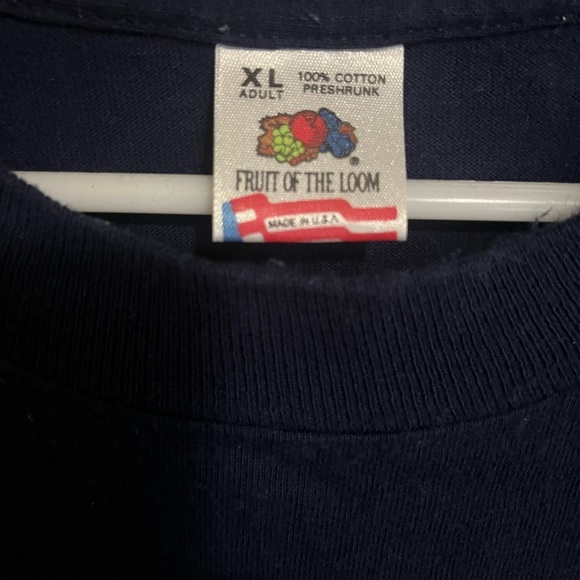 XL 100% COTTON
ADULT PRESHRUNK
®
FRUIT OF THE LOOM
MADE IN U.S.A